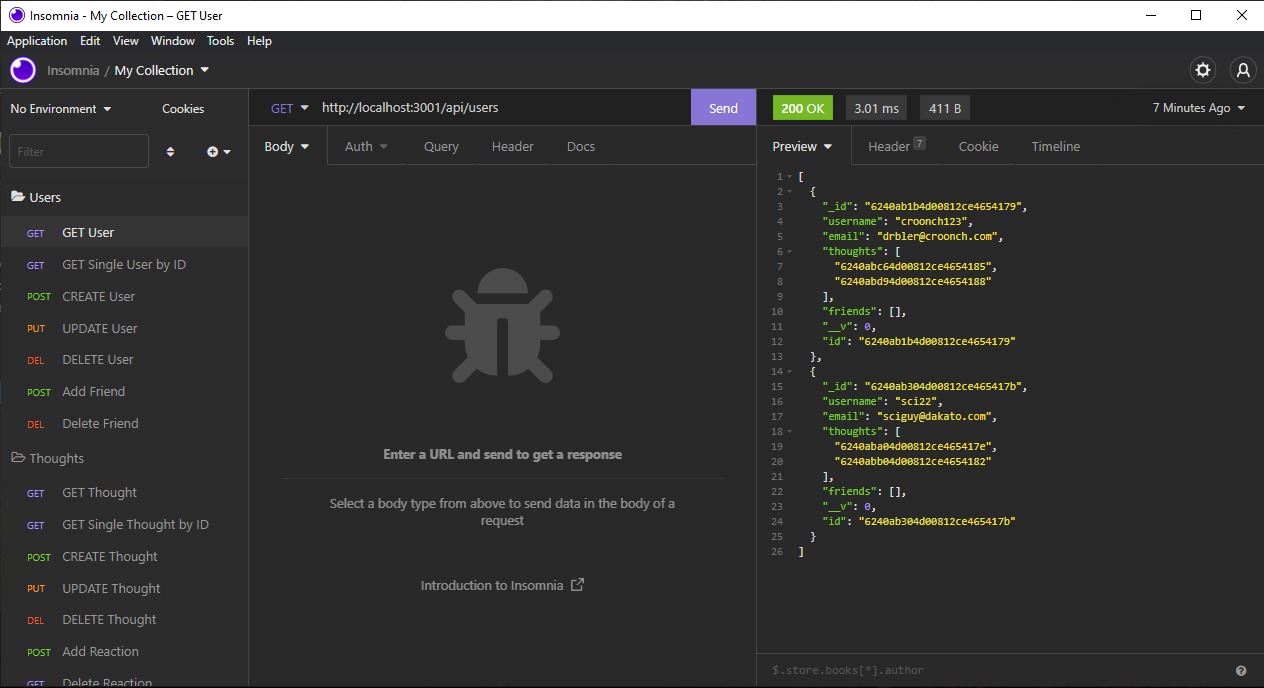 Insomnia - My Collection – GET User
Application Edit View Window Tools Help
Insomnia / My Collection
No Environment Cookies
Filter
Users
GET GET User
GET GET Single User by ID
POST CREATE User
PUT UPDATE User
DEL DELETE User
POST Add Friend
DEL Delete Friend
Thoughts
GET GET Thought
GET GET Single Thought by ID
POST CREATE Thought
PUT UPDATE Thought
DEL DELETE Thought
POST Add Reaction
GET Delete Reaction
GET http://localhost:3001/api/users Send
Body Auth Query Header Docs
Enter a URL and send to get a response
Select a body type from above to send data in the body of a
request
Introduction to Insomnia
200 OK 3.01 ms 411 B 7 Minutes Ago
Preview Header 7 Cookie Timeline
1 [
2 {
3 "_id": "6240ab1b4d00812ce4654179",
4 "username": "croonch123",
5 "email": "drbler@croonch.com",
6 "thoughts": [
7 "6240abc64d00812ce4654185",
8 "6240abd94d00812ce4654188"
9 ],
10 "friends": [],
11 "__v": 0,
12 "id": "6240ab1b4d00812ce4654179"
13 },
14 {
15 "_id": "6240ab304d00812ce465417b",
16 "username": "sci22",
17 "email": "sciguy@dakato.com",
18 "thoughts": [
19 "6240aba04d00812ce465417e",
20 "6240abb04d00812ce4654182"
21 ],
22 "friends": [],
23 "__v": 0,
24 "id": "6240ab304d00812ce465417b"
25 }
26 ]
$.store.books[*].author